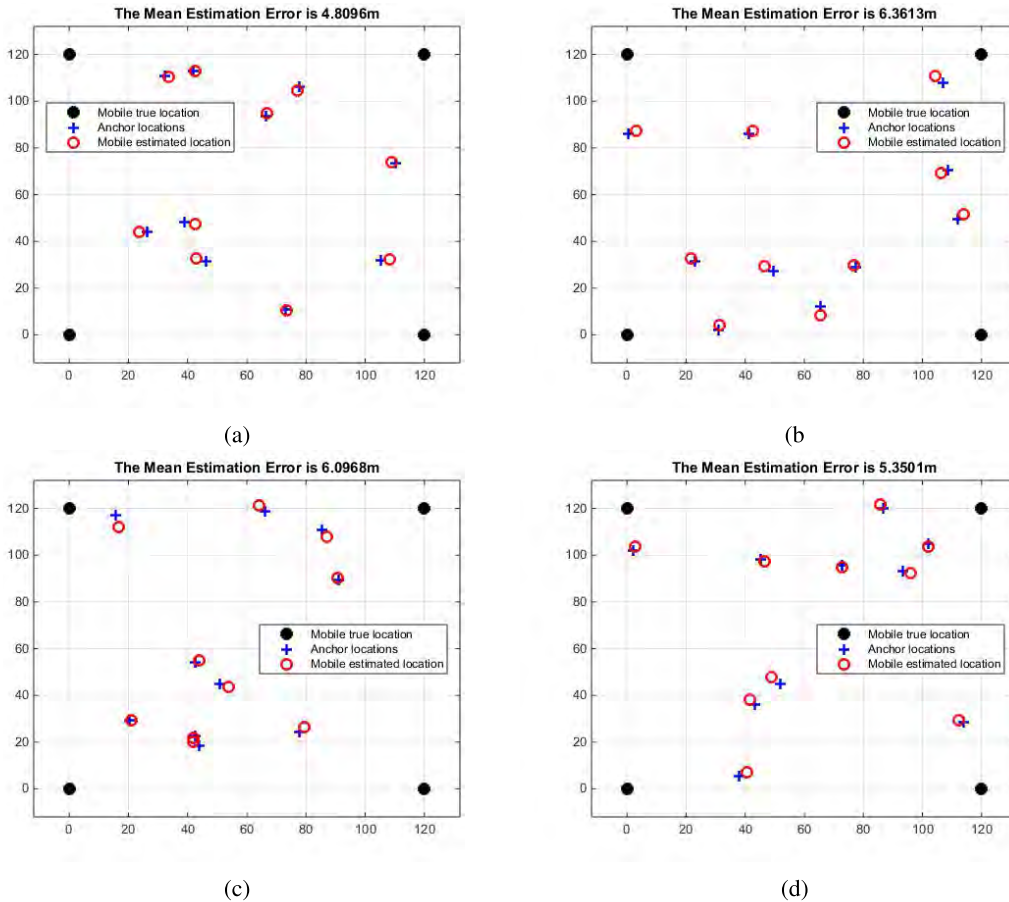 The Mean Estimation Error is 4.8096m
120
100
80
60
40
20
0
0 20 40 60 80 100 120
Mobile true location
Anchor locations
Mobile estimated location
(a)
The Mean Estimation Error is 6.3613m
120
100
80
60
40
20
0
0 20 40 60 80 100 120
Mobile true location
Anchor locations
Mobile estimated location
(b
The Mean Estimation Error is 6.0968m
120
100
80
60
40
20
0
0 20 40 60 80 100 120
Mobile true location
Anchor locations
Mobile estimated location
(c)
The Mean Estimation Error is 5.3501m
120
100
80
60
40
20
0
0 20 40 60 80 100 120
Mobile true location
Anchor locations
Mobile estimated location
(d)